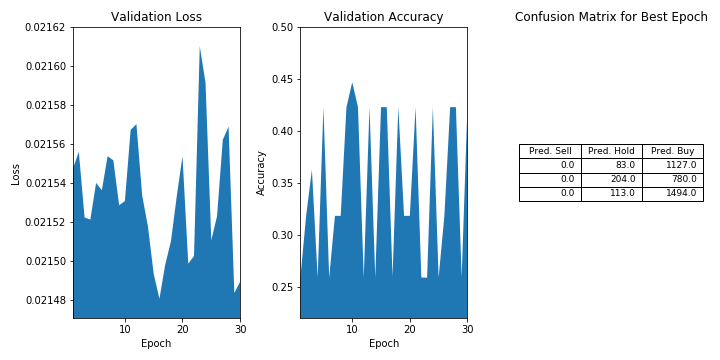 Validation Loss
0.02162
0.02160
0.02158
0.02156
0.02154
0.02152
0.02150
0.02148
Loss
10
20
30
Epoch
Validation Accuracy
0.50
0.45
0.40
0.35
0.30
0.25
Accuracy
10
20
30
Epoch
Confusion Matrix for Best Epoch
Pred. Sell Pred. Hold Pred. Buy
0.0 83.0 1127.0
0.0 204.0 780.0
0.0 113.0 1494.0